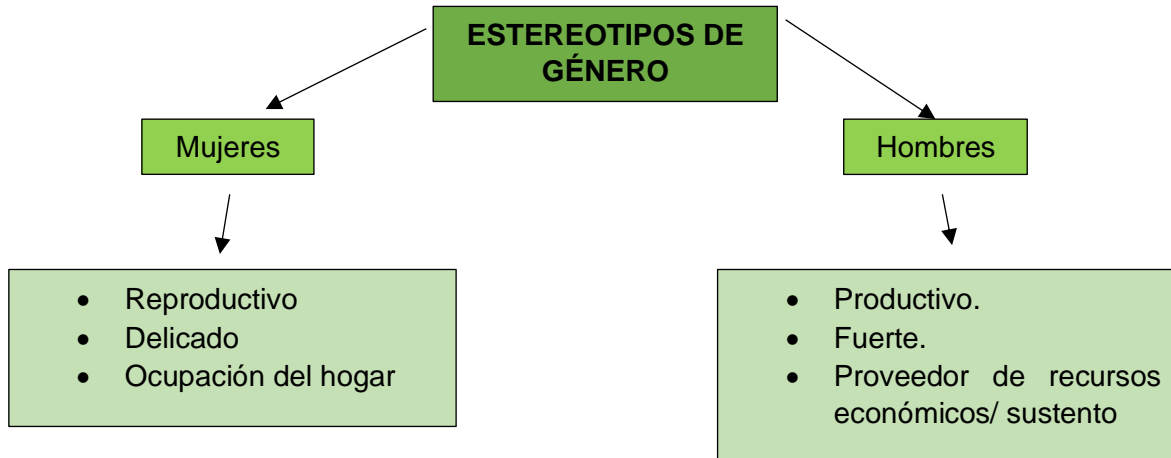 ESTEREOTIPOS DE
GÉNERO
Mujeres
Hombres
• Reproductivo
• Delicado
• Ocupación del hogar
• Productivo.
• Fuerte.
• Proveedor de recursos
económicos/ sustento